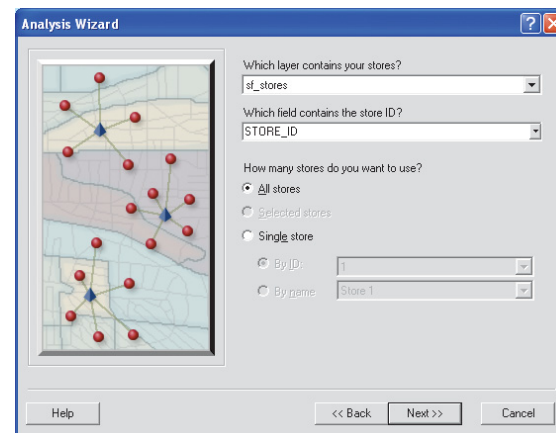 Analysis Wizard
Which layer contains your stores?
sf_stores
Which field contains the store ID?
STORE_ID
How many stores do you want to use?
All stores
Selected stores
Single store
By ID:
1
By name
Store 1
Help
<< Back
Next >>
Cancel